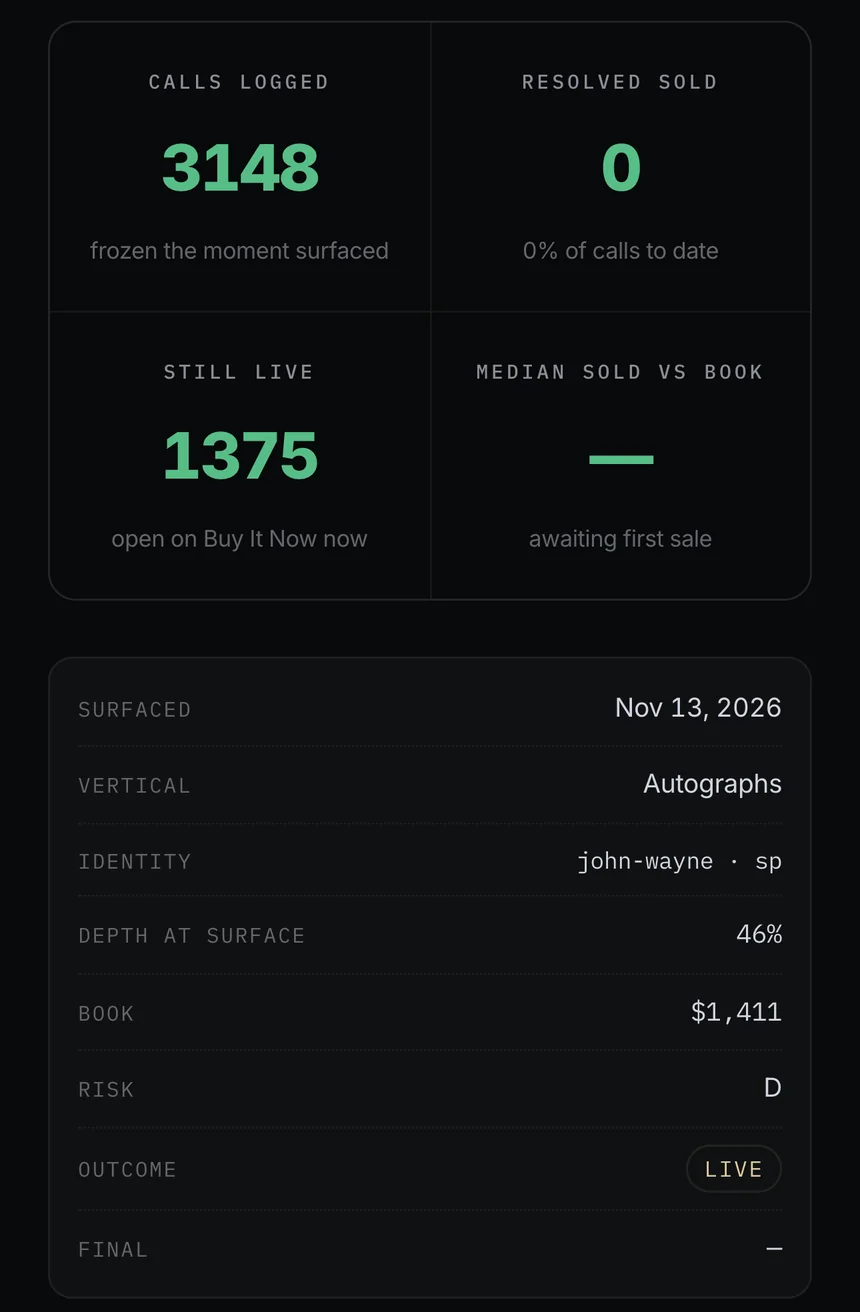 CALLS LOGGED
3148
frozen the moment surfaced
RESOLVED SOLD
0
0% of calls to date
STILL LIVE
1375
open on Buy It Now now
MEDIAN SOLD VS BOOK
—
awaiting first sale
SURFACED Nov 13, 2026
VERTICAL Autographs
IDENTITY john-wayne · sp
DEPTH AT SURFACE 46%
BOOK $1,411
RISK D
OUTCOME LIVE
FINAL —